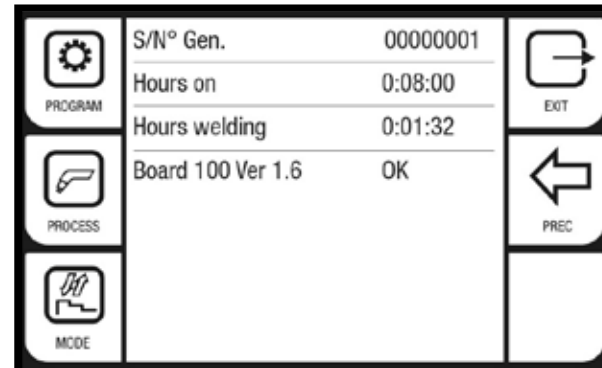 PROGRAM
PROCESS
MODE
S/N° Gen. 00000001
Hours on 0:08:00
Hours welding 0:01:32
Board 100 Ver 1.6 OK
EXIT
PREC